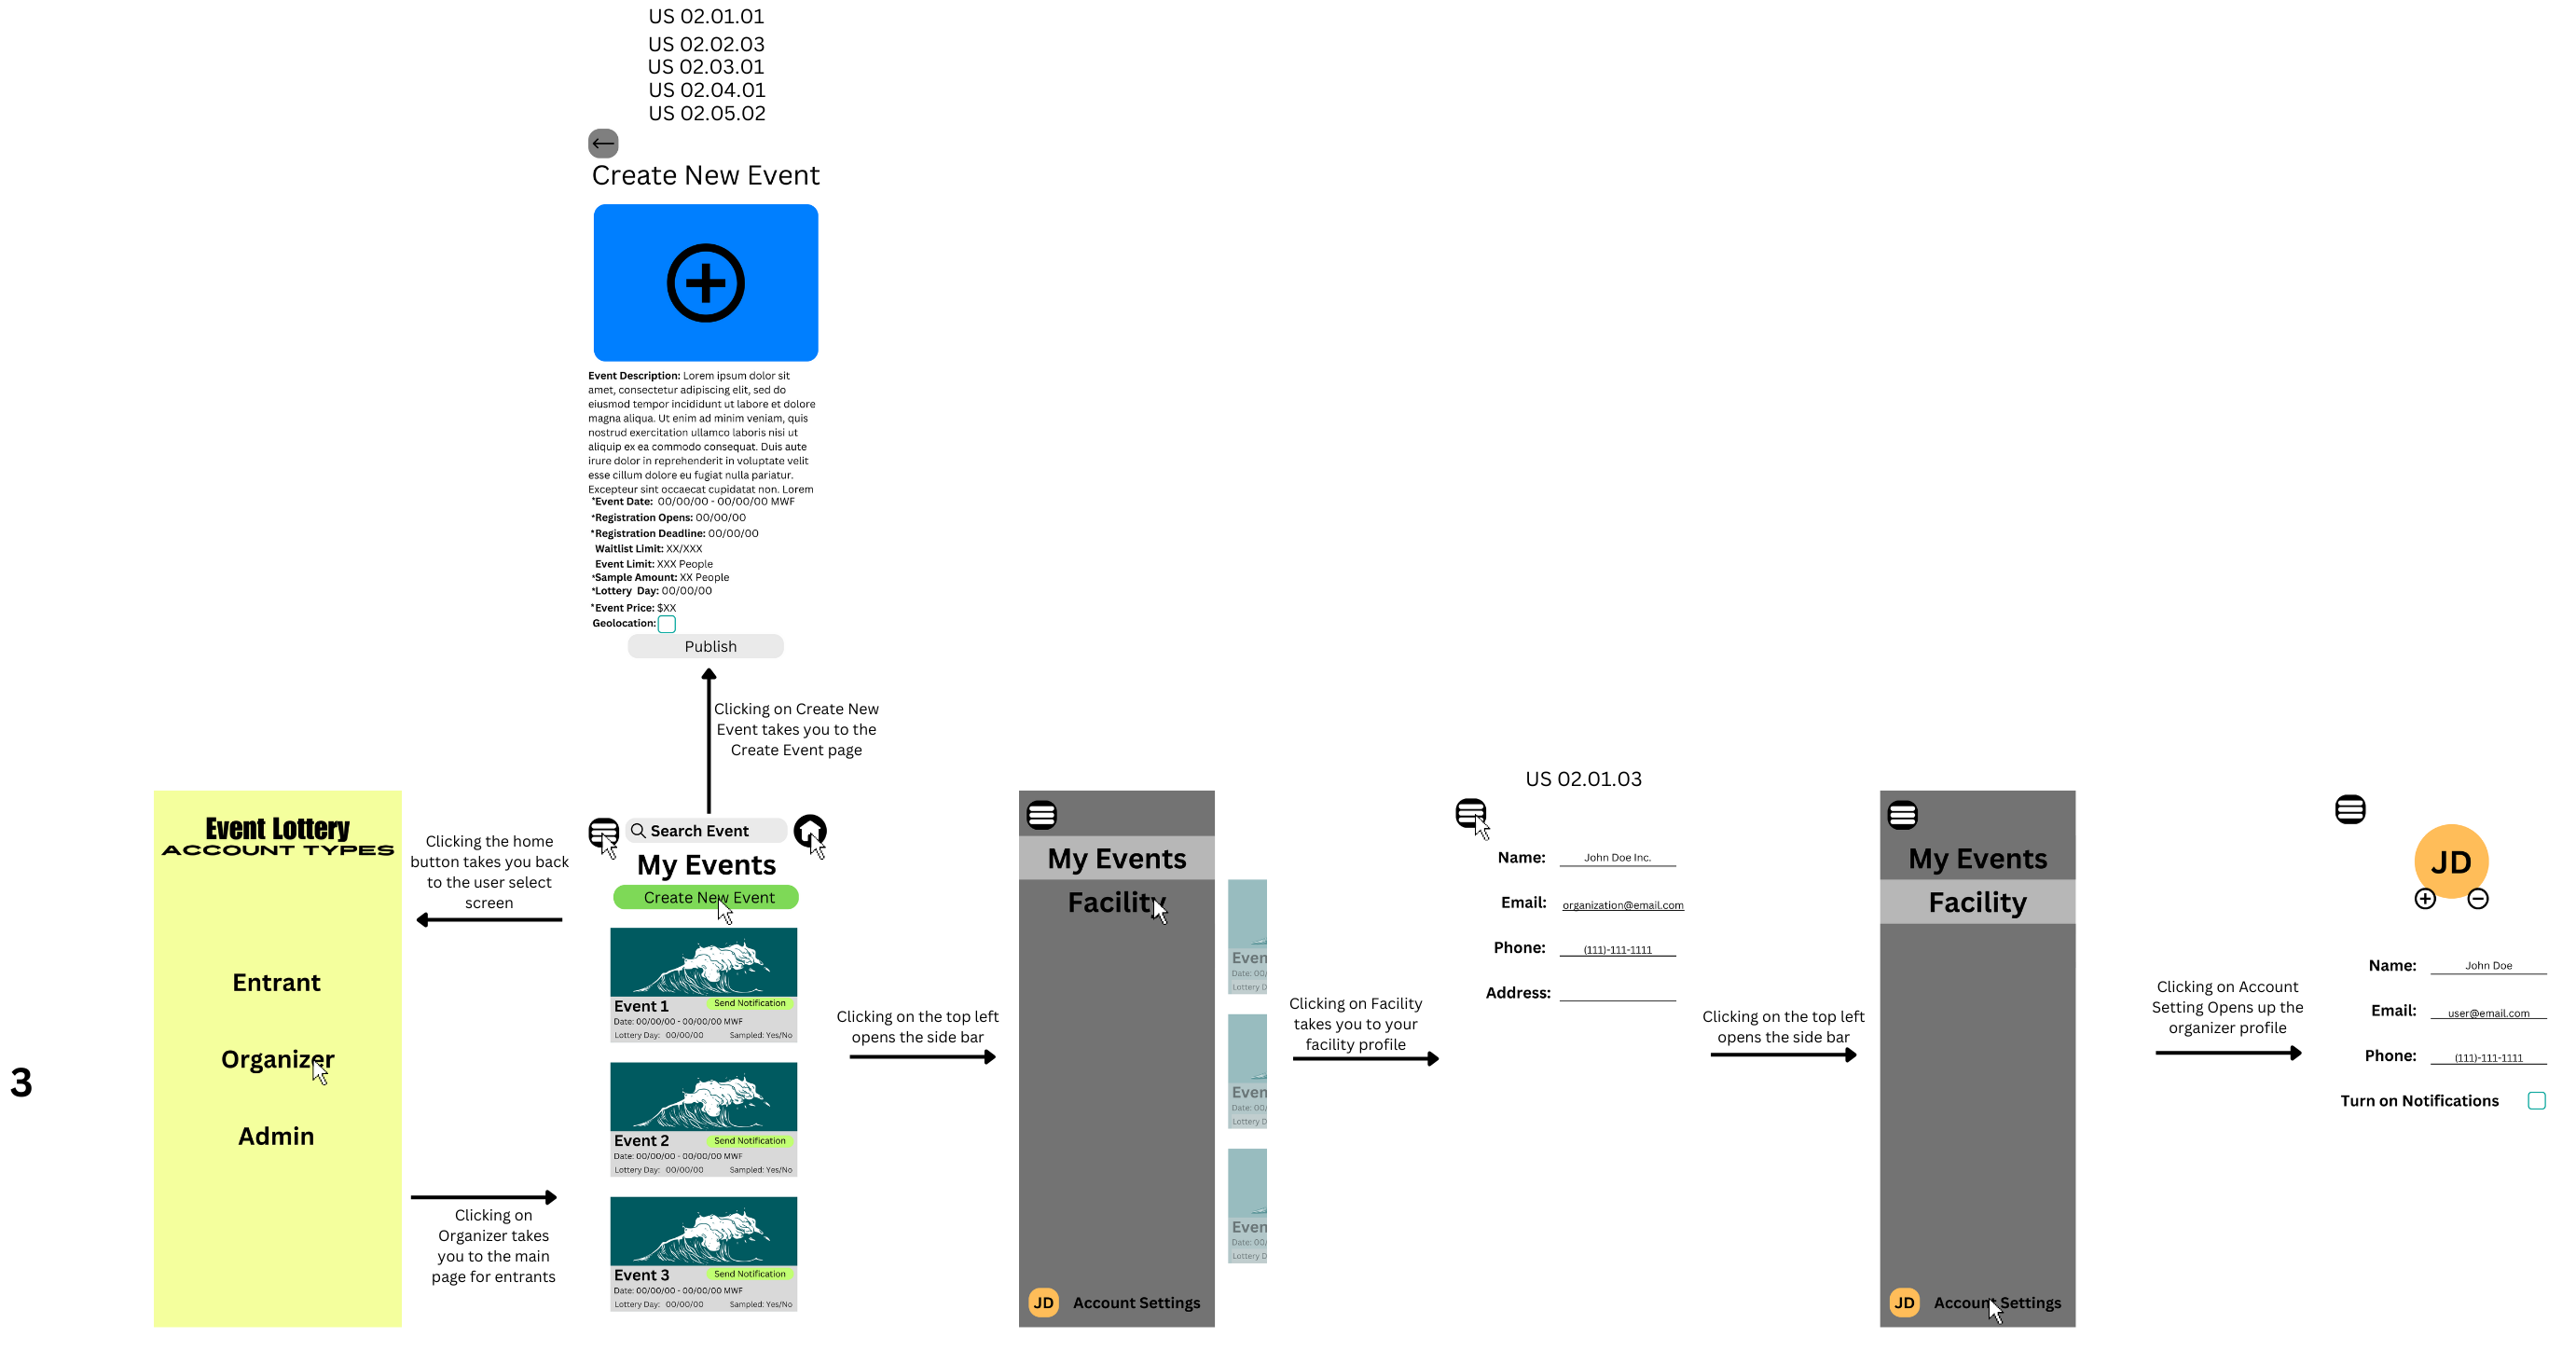 US 02.01.01
US 02.02.03
US 02.03.01
US 02.04.01
US 02.05.02
Create New Event
Event Description: Lorem ipsum dolor sit
amet, consectetur adipiscing elit, sed do
eiusmod tempor incididunt ut labore et dolore
magna aliqua. Ut enim ad minim veniam, quis
nostrud exercitation ullamco laboris nisi ut
aliquip ex ea commodo consequat. Duis aute
irure dolor in reprehenderit in voluptate velit
esse cillum dolore eu fugiat nulla pariatur.
Excepteur sint occaecat cupidatat non. Lorem
*Event Date: 00/00/00 - 00/00/00 MWF
*Registration Opens: 00/00/00
*Registration Deadline: 00/00/00
Waitlist Limit: XX/XXX
Event Limit: XXX People
*Sample Amount: XX People
*Lottery Day: 00/00/00
*Event Price: $XX
Geolocation:
Publish
Clicking on Create New
Event takes you to the
Create Event page
3
Event Lottery
ACCOUNT TYPES
Entrant
Organizer
Admin
Clicking the home
button takes you back
to the user select
screen
Clicking on
Organizer takes
you to the main
page for entrants
Search Event
My Events
Create New Event
Event 1
Send Notification
Date: 00/00/00 - 00/00/00 MWF
Lottery Day: 00/00/00 Sampled: Yes/No
Event 2
Send Notification
Date: 00/00/00 - 00/00/00 MWF
Lottery Day: 00/00/00 Sampled: Yes/No
Event 3
Send Notification
Date: 00/00/00 - 00/00/00 MWF
Lottery Day: 00/00/00 Sampled: Yes/No
Clicking on the top left
opens the side bar
My Events
Facility
JD Account Settings
Even
Date: 00/
Lottery D
Even
Date: 00/
Lottery D
Even
Date: 00/
Lottery D
Clicking on Facility
takes you to your
facility profile
US 02.01.03
Name: John Doe Inc.
Email: organization@email.com
Phone: (111)-111-1111
Address:
Clicking on the top left
opens the side bar
My Events
Facility
JD Account Settings
Clicking on Account
Setting Opens up the
organizer profile
JD
Name: John Doe
Email: user@email.com
Phone: (111)-111-1111
Turn on Notifications